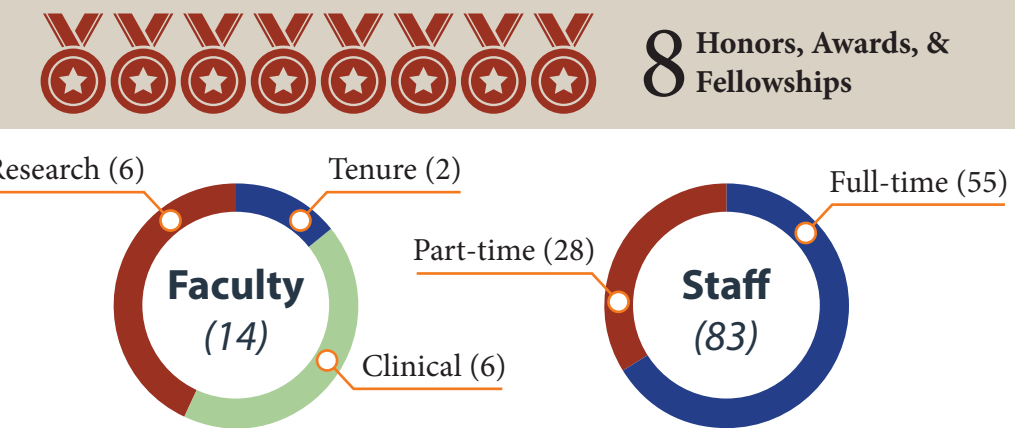 8 Honors, Awards, &
Fellowships
Research (6)
Tenure (2)
Full-time (55)
Part-time (28)
Faculty
(14)
Staff
(83)
Clinical (6)